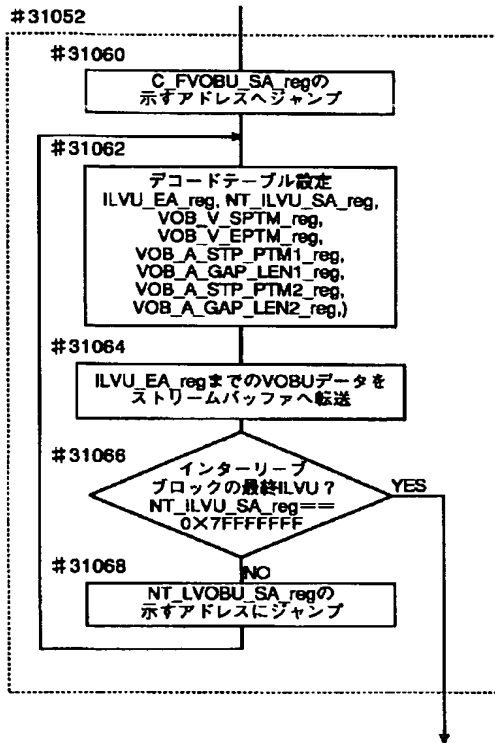 #31052
#31060
C_FVOBU_SA_regの
示すアドレスへジャンプ
#31062
デコードテーブル設定
ILVU_EA_reg, NT_ILVU_SA_reg,
VOB_V_SPTM_reg,
VOB_V_EPTM_reg,
VOB_A_STP_PTM1_reg,
VOB_A_GAP_LEN1_reg,
VOB_A_STP_PTM2_reg,
VOB_A_GAP_LEN2_reg,)
#31064
ILVU_EA_regまでのVOBUデータを
ストリームバッファへ転送
#31066
インターリーブ
ブロックの最終ILVU?
NT_ILVU_SA_reg==
0×7FFFFFFF
YES
#31068
NO
NT_LVOBU_SA_regの
示すアドレスにジャンプ